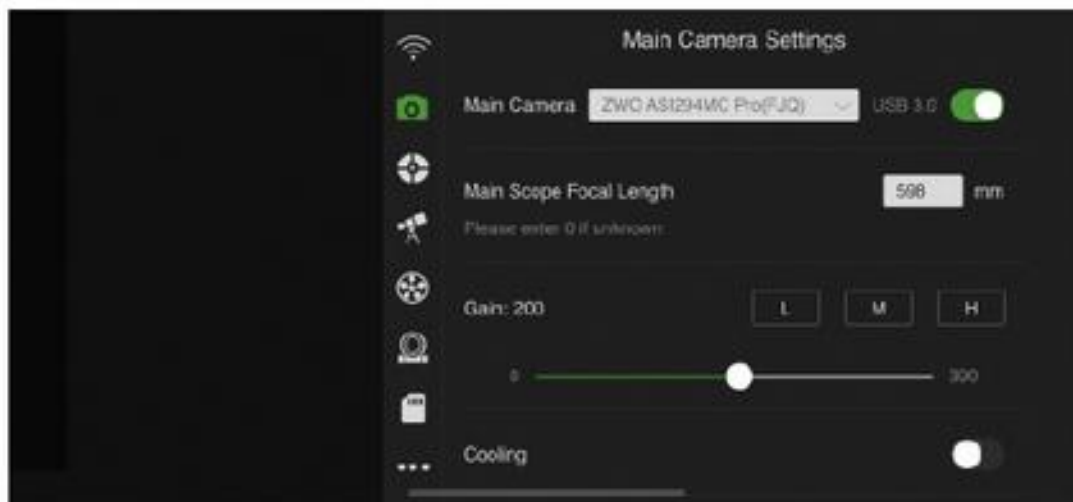 Main Camera Settings
Main Camera ZWO ASI294MC Pro(FJQ) USB 3.0
Main Scope Focal Length 598 mm
Please enter 0 if unknown
Gain: 200 L M H
0 300
Cooling